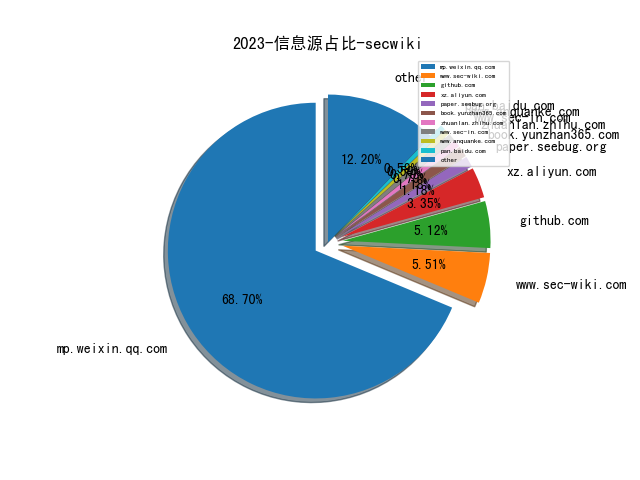 2023-信息源占比-secwiki
other
mp.weixin.qq.com
www.sec-wiki.com
github.com
xz.aliyun.com
paper.seebug.org
book.yunzhan365.com
zhuanlan.zhihu.com
www.sec-in.com
www.anquanke.com
pan.baidu.com
other
book.yunzhan365.com
paper.seebug.org
xz.aliyun.com
github.com
www.sec-wiki.com
mp.weixin.qq.com
12.20%
0.59%
1.18%
3.35%
5.12%
5.51%
68.70%